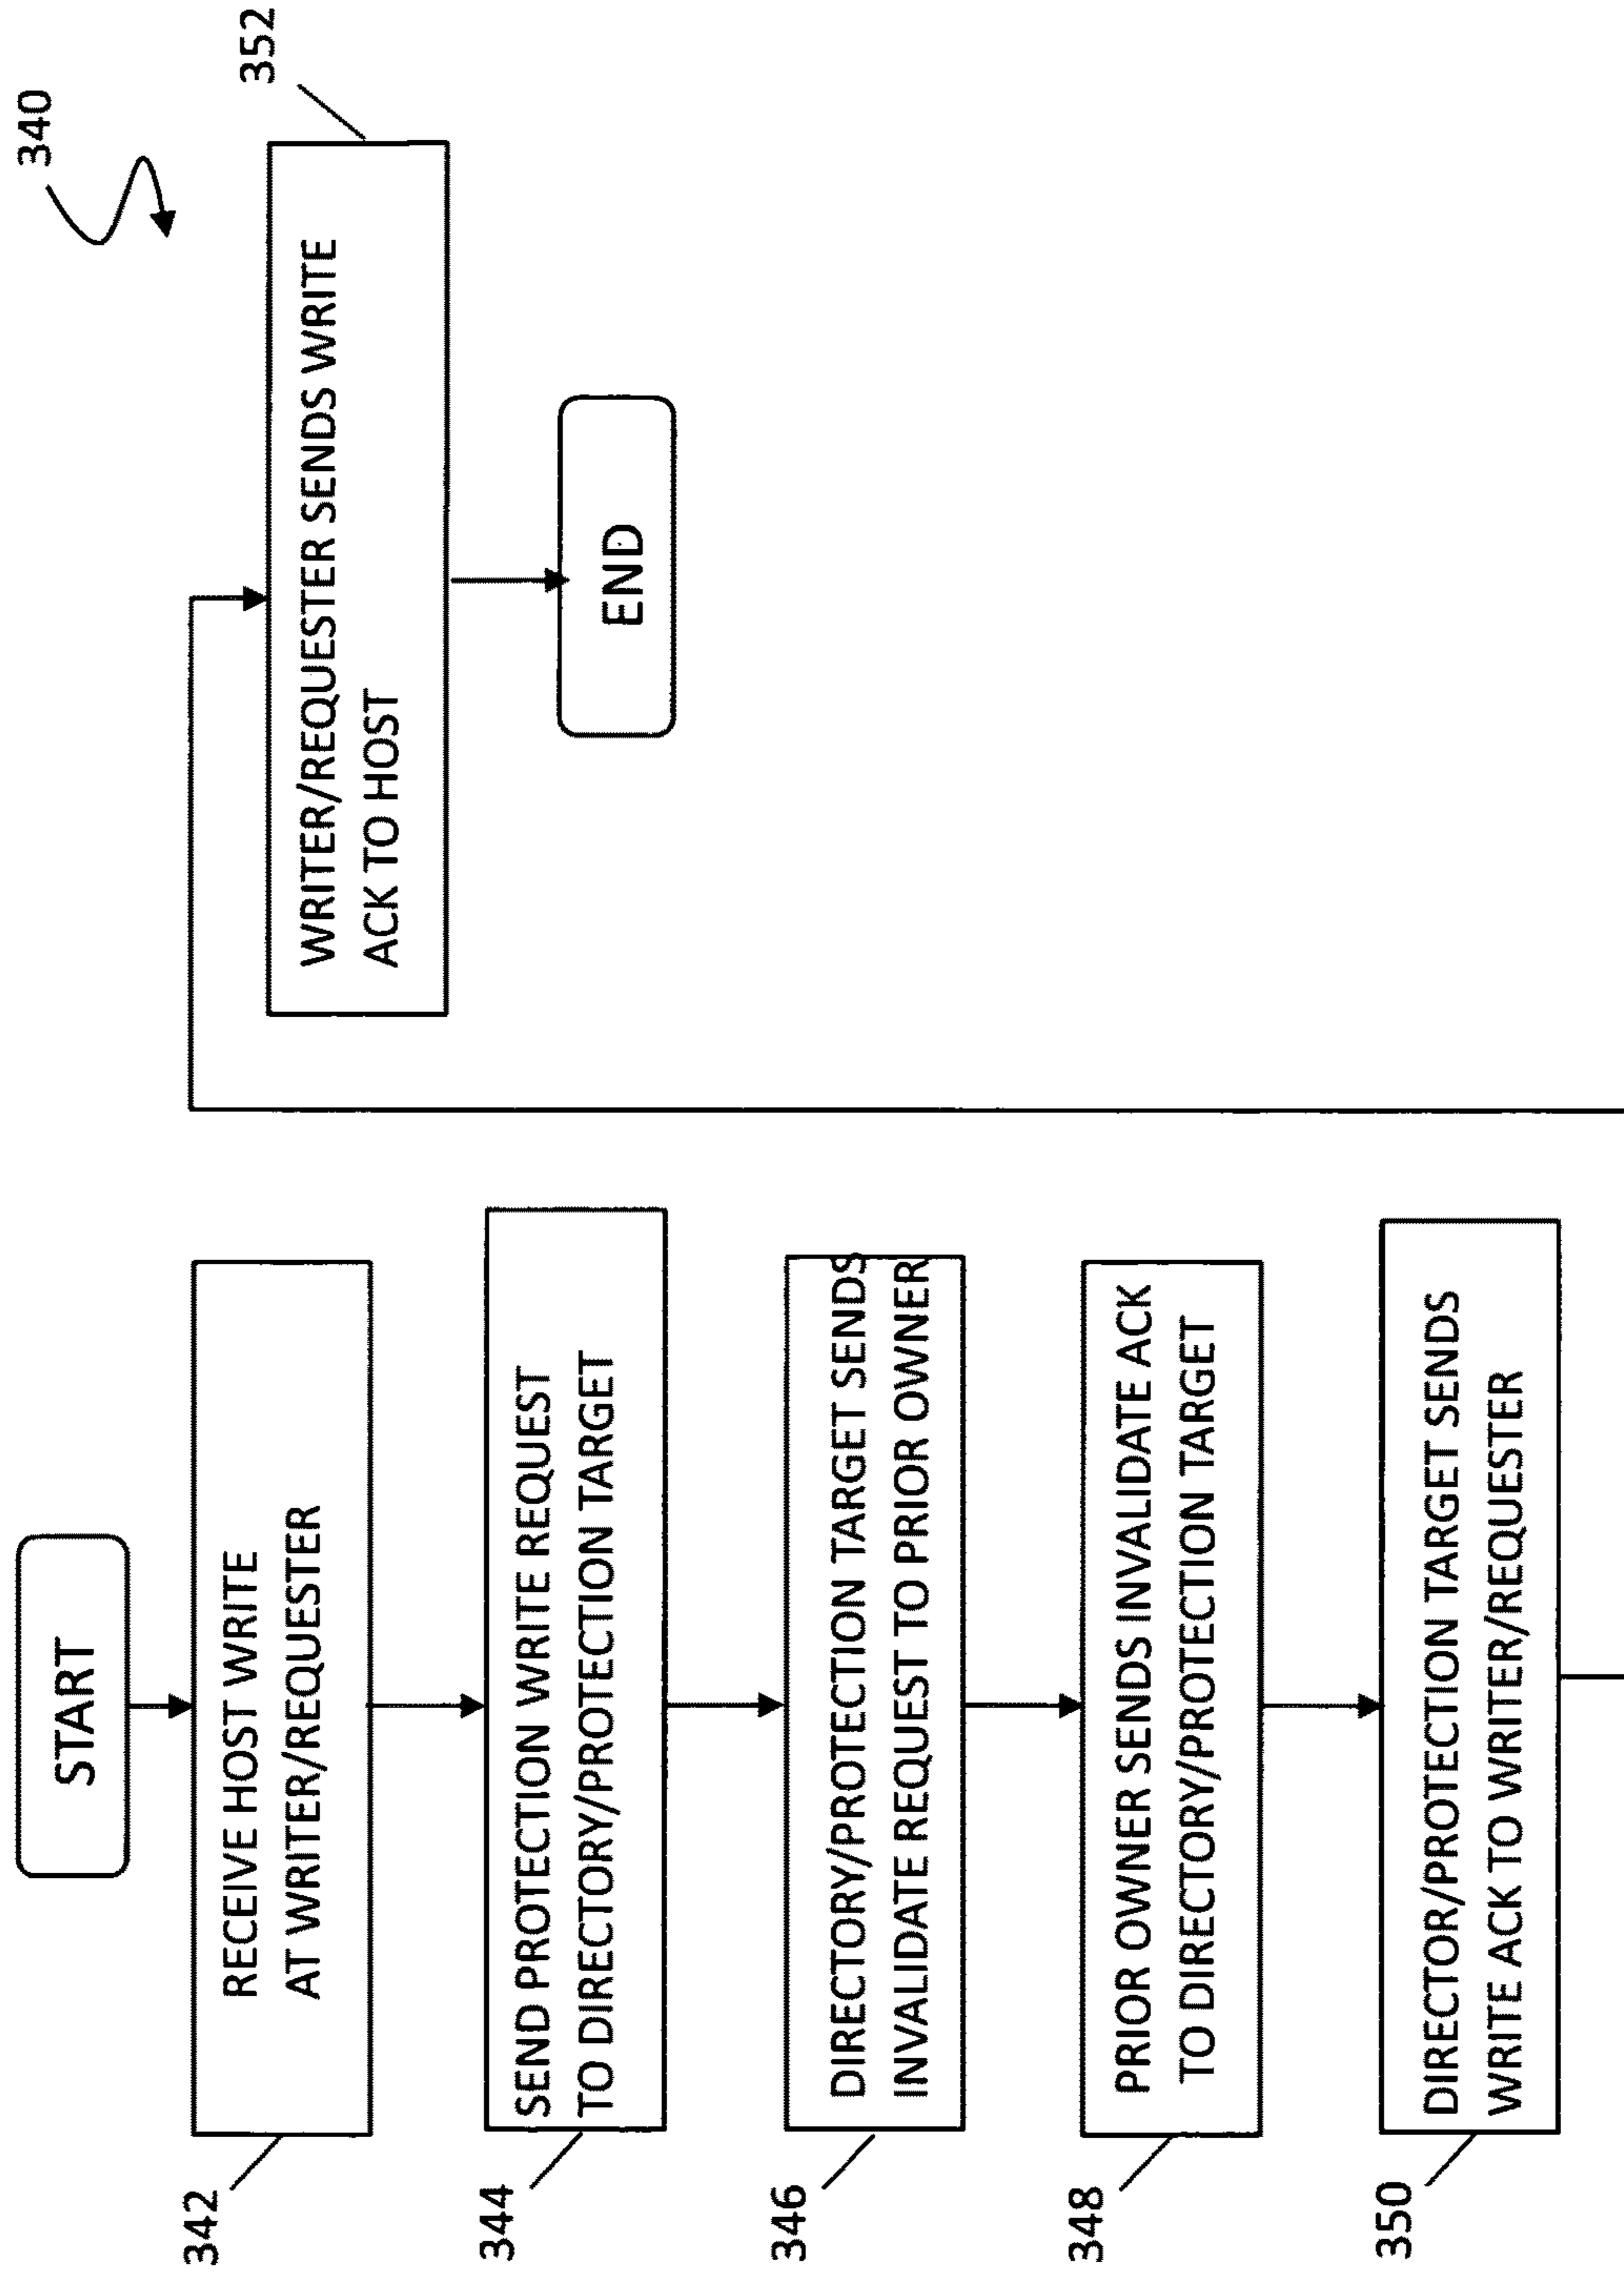 340
START
342
RECEIVE HOST WRITE
AT WRITER/REQUESTER
344
SEND PROTECTION WRITE REQUEST
TO DIRECTORY/PROTECTION TARGET
346
DIRECTORY/PROTECTION TARGET SENDS
INVALIDATE REQUEST TO PRIOR OWNER
348
PRIOR OWNER SENDS INVALIDATE ACK
TO DIRECTORY/PROTECTION TARGET
350
DIRECTOR/PROTECTION TARGET SENDS
WRITE ACK TO WRITER/REQUESTER
352
WRITER/REQUESTER SENDS WRITE
ACK TO HOST
END